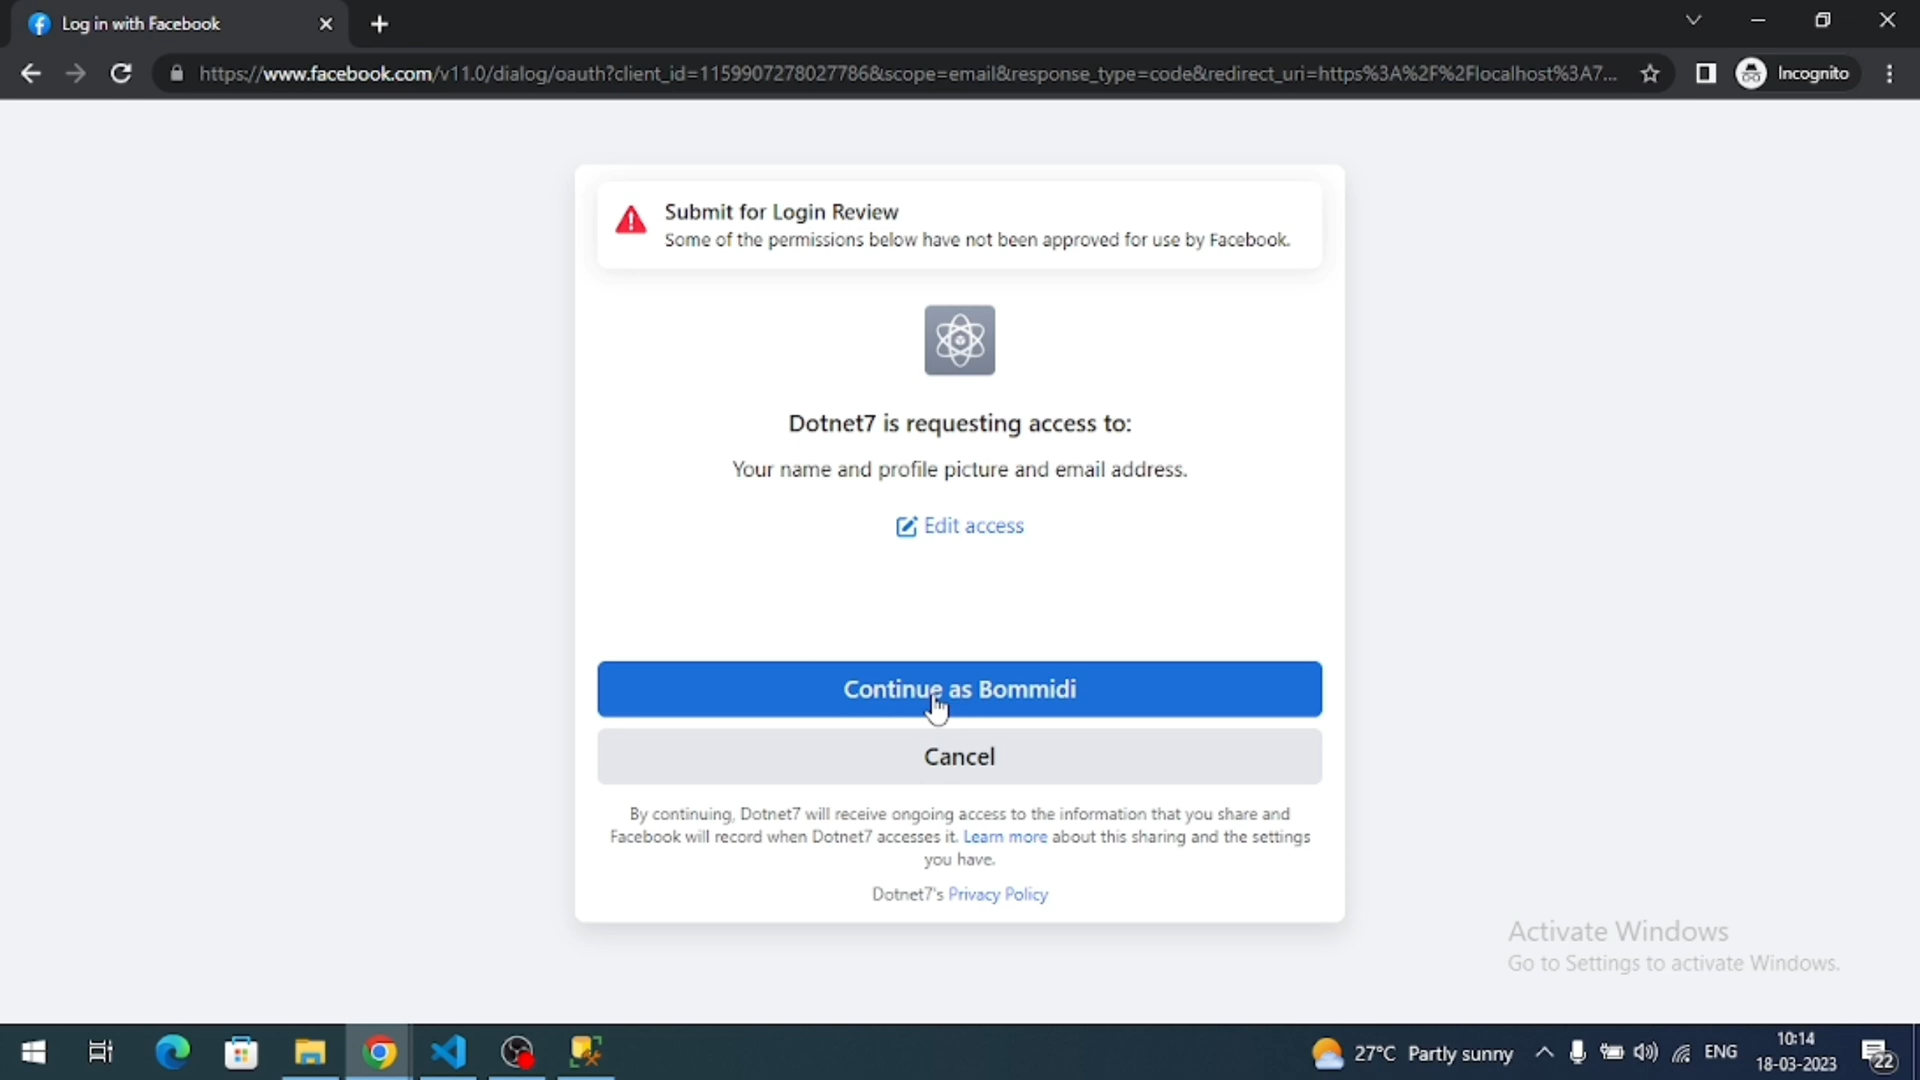 Log in with Facebook
https://www.facebook.com/v11.0/dialog/oauth?client_id=1159907278027786&scope=email&response_type=code&redirect_uri=https%3A%2F%2Flocalhost%3A7...
Incognito
Submit for Login Review
Some of the permissions below have not been approved for use by Facebook.
Dotnet7 is requesting access to:
Your name and profile picture and email address.
Edit access
Continue as Bommidi
Cancel
By continuing, Dotnet7 will receive ongoing access to the information that you share and
Facebook will record when Dotnet7 accesses it. Learn more about this sharing and the settings
you have.
Dotnet7's Privacy Policy
Activate Windows
Go to Settings to activate Windows.
27°C Partly sunny
ENG
10:14
18-03-2023
22